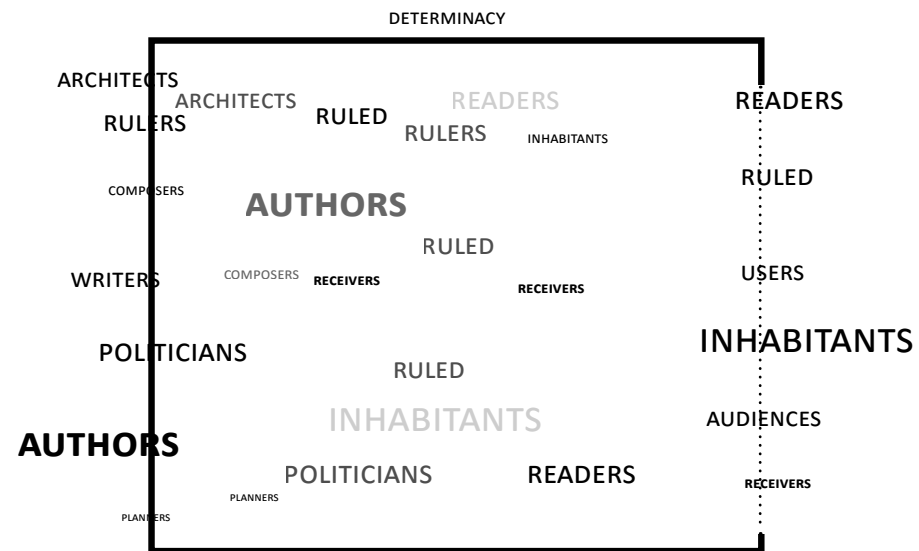 DETERMINACY
ARCHITECTS
ARCHITECTS
READERS
READERS
RULED
RULERS
RULERS
INHABITANTS
RULED
COMPOSERS
AUTHORS
RULED
WRITERS
COMPOSERS
RECEIVERS
RECEIVERS
USERS
POLITICIANS
INHABITANTS
RULED
INHABITANTS
AUDIENCES
AUTHORS
POLITICIANS
READERS
RECEIVERS
PLANNERS
PLANNERS